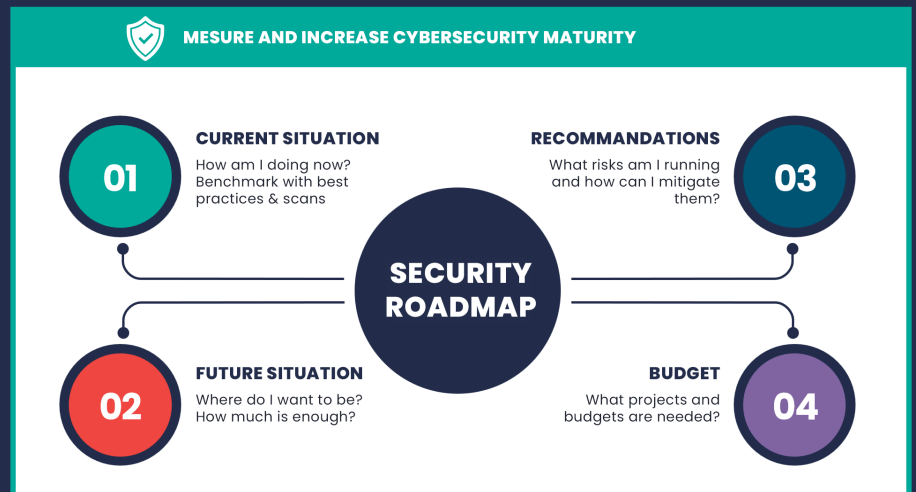 MESURE AND INCREASE CYBERSECURITY MATURITY
01
CURRENT SITUATION
How am I doing now?
Benchmark with best
practices & scans
02
FUTURE SITUATION
Where do I want to be?
How much is enough?
SECURITY
ROADMAP
RECOMMANDATIONS
What risks am I running
and how can I mitigate
them?
03
BUDGET
What projects and
budgets are needed?
04